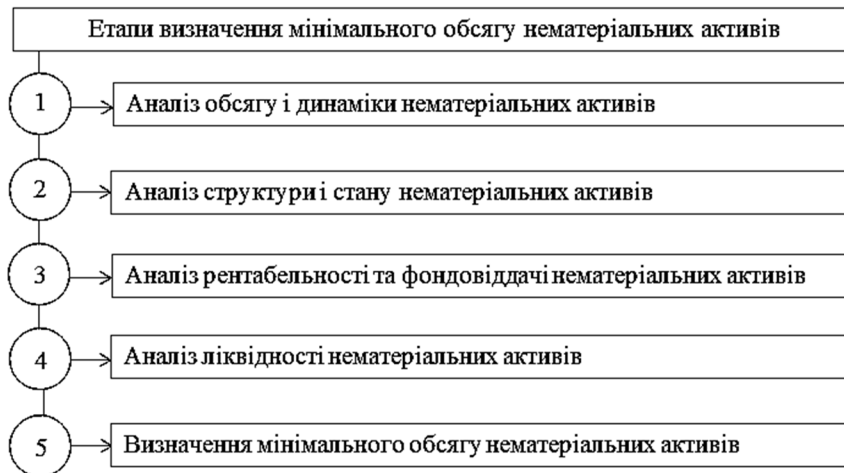 Етапи визначення мінімального обсягу нематеріальних активів
1 Аналіз обсягу і динаміки нематеріальних активів
2 Аналіз структури і стану нематеріальних активів
3 Аналіз рентабельності та фондовіддачі нематеріальних активів
4 Аналіз ліквідності нематеріальних активів
5 Визначення мінімального обсягу нематеріальних активів